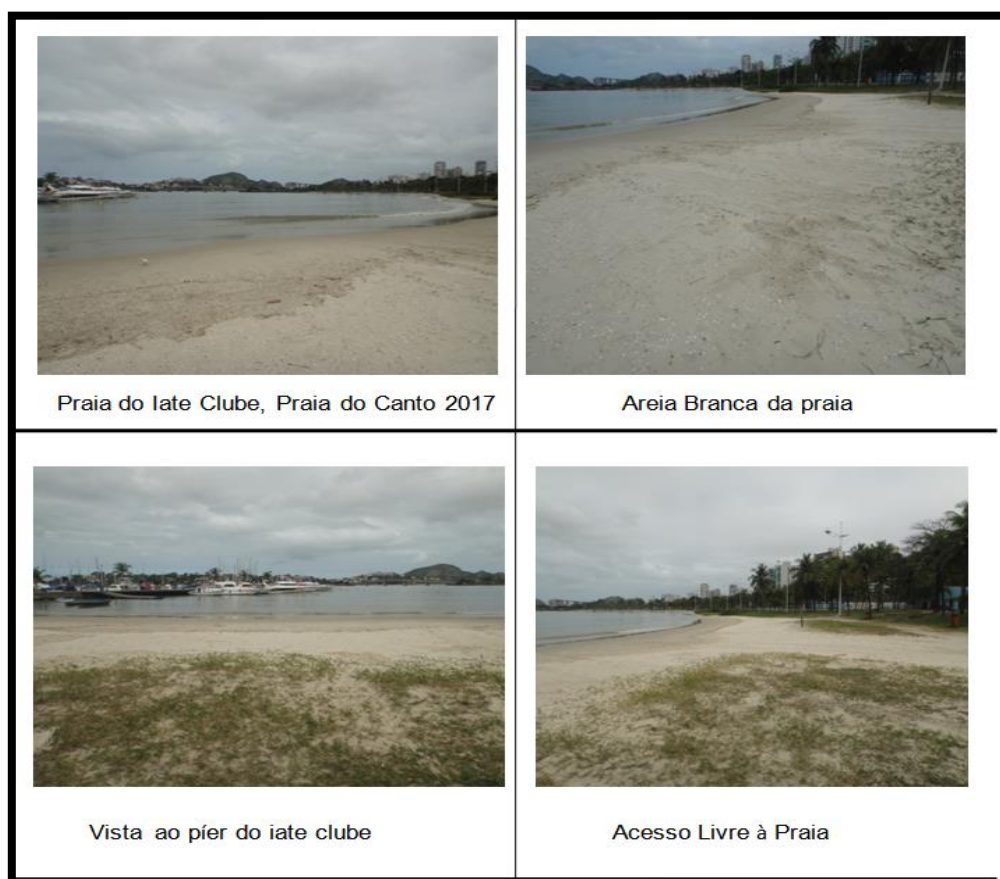 Praia do Iate Clube, Praia do Canto 2017
Areia Branca da praia
Vista ao píer do iate clube
Acesso Livre à Praia